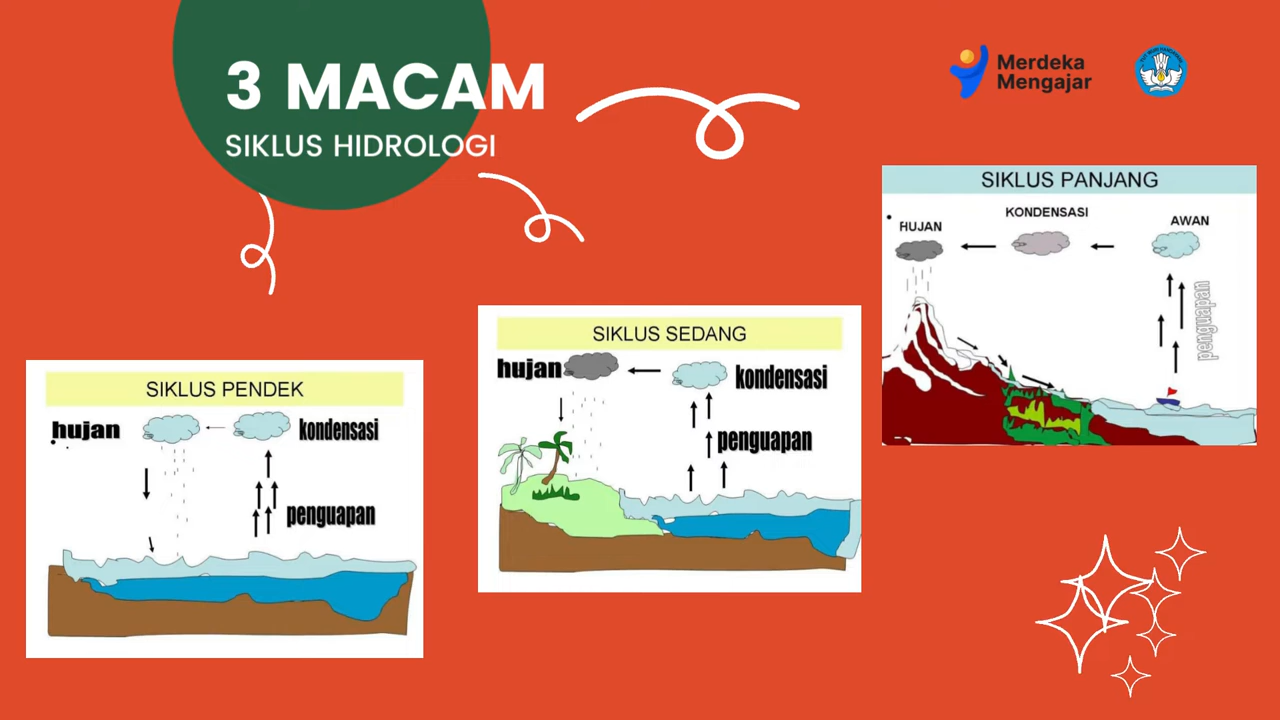 3 MACAM
SIKLUS HIDROLOGI
Merdeka
Mengajar
SIKLUS PENDEK
hujan
kondensasi
penguapan
SIKLUS SEDANG
hujan
kondensasi
penguapan
SIKLUS PANJANG
HUJAN
KONDENSASI
AWAN
penguapan